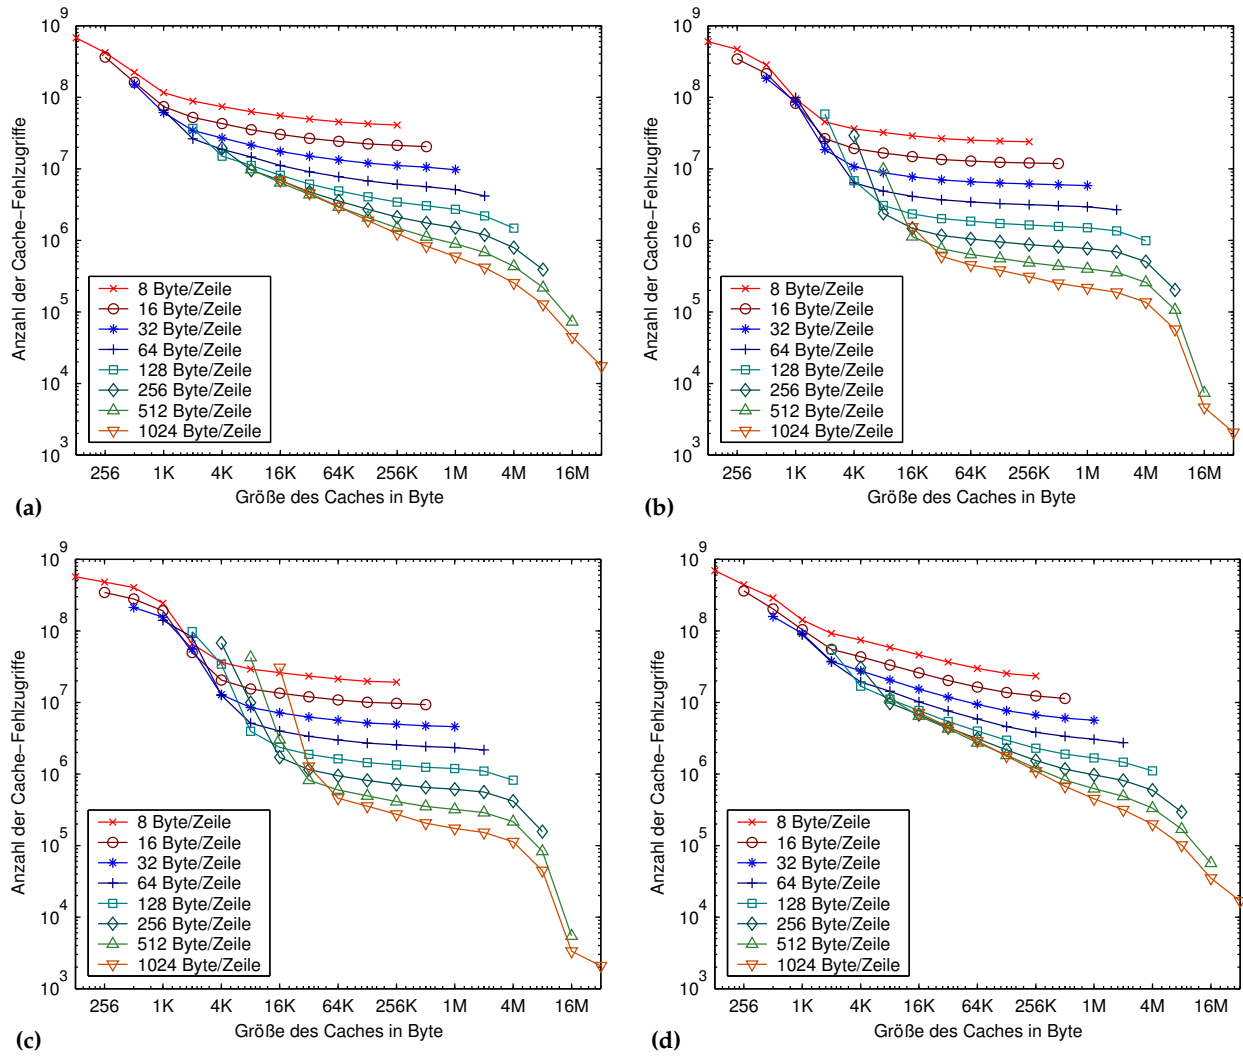 10^9
10^8
10^7
10^6
10^5
10^4
10^3
Anzahl der Cache−Fehlzugriffe
8 Byte/Zeile
16 Byte/Zeile
32 Byte/Zeile
64 Byte/Zeile
128 Byte/Zeile
256 Byte/Zeile
512 Byte/Zeile
1024 Byte/Zeile
256 1K 4K 16K 64K 256K 1M 4M 16M
Größe des Caches in Byte
(a)
10^9
10^8
10^7
10^6
10^5
10^4
10^3
Anzahl der Cache−Fehlzugriffe
8 Byte/Zeile
16 Byte/Zeile
32 Byte/Zeile
64 Byte/Zeile
128 Byte/Zeile
256 Byte/Zeile
512 Byte/Zeile
1024 Byte/Zeile
256 1K 4K 16K 64K 256K 1M 4M 16M
Größe des Caches in Byte
(b)
10^9
10^8
10^7
10^6
10^5
10^4
10^3
Anzahl der Cache−Fehlzugriffe
8 Byte/Zeile
16 Byte/Zeile
32 Byte/Zeile
64 Byte/Zeile
128 Byte/Zeile
256 Byte/Zeile
512 Byte/Zeile
1024 Byte/Zeile
256 1K 4K 16K 64K 256K 1M 4M 16M
Größe des Caches in Byte
(c)
10^9
10^8
10^7
10^6
10^5
10^4
10^3
Anzahl der Cache−Fehlzugriffe
8 Byte/Zeile
16 Byte/Zeile
32 Byte/Zeile
64 Byte/Zeile
128 Byte/Zeile
256 Byte/Zeile
512 Byte/Zeile
1024 Byte/Zeile
256 1K 4K 16K 64K 256K 1M 4M 16M
Größe des Caches in Byte
(d)